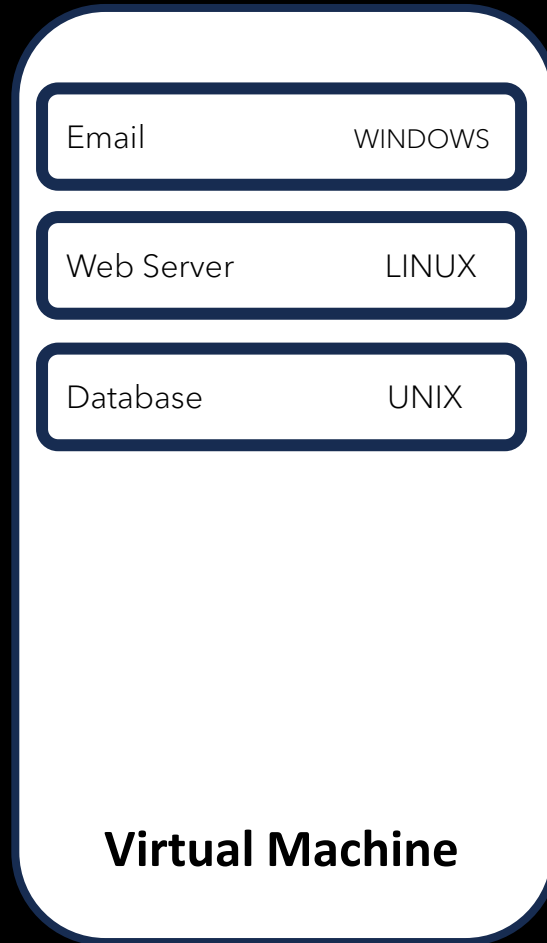 Email WINDOWS
Web Server LINUX
Database UNIX
Virtual Machine